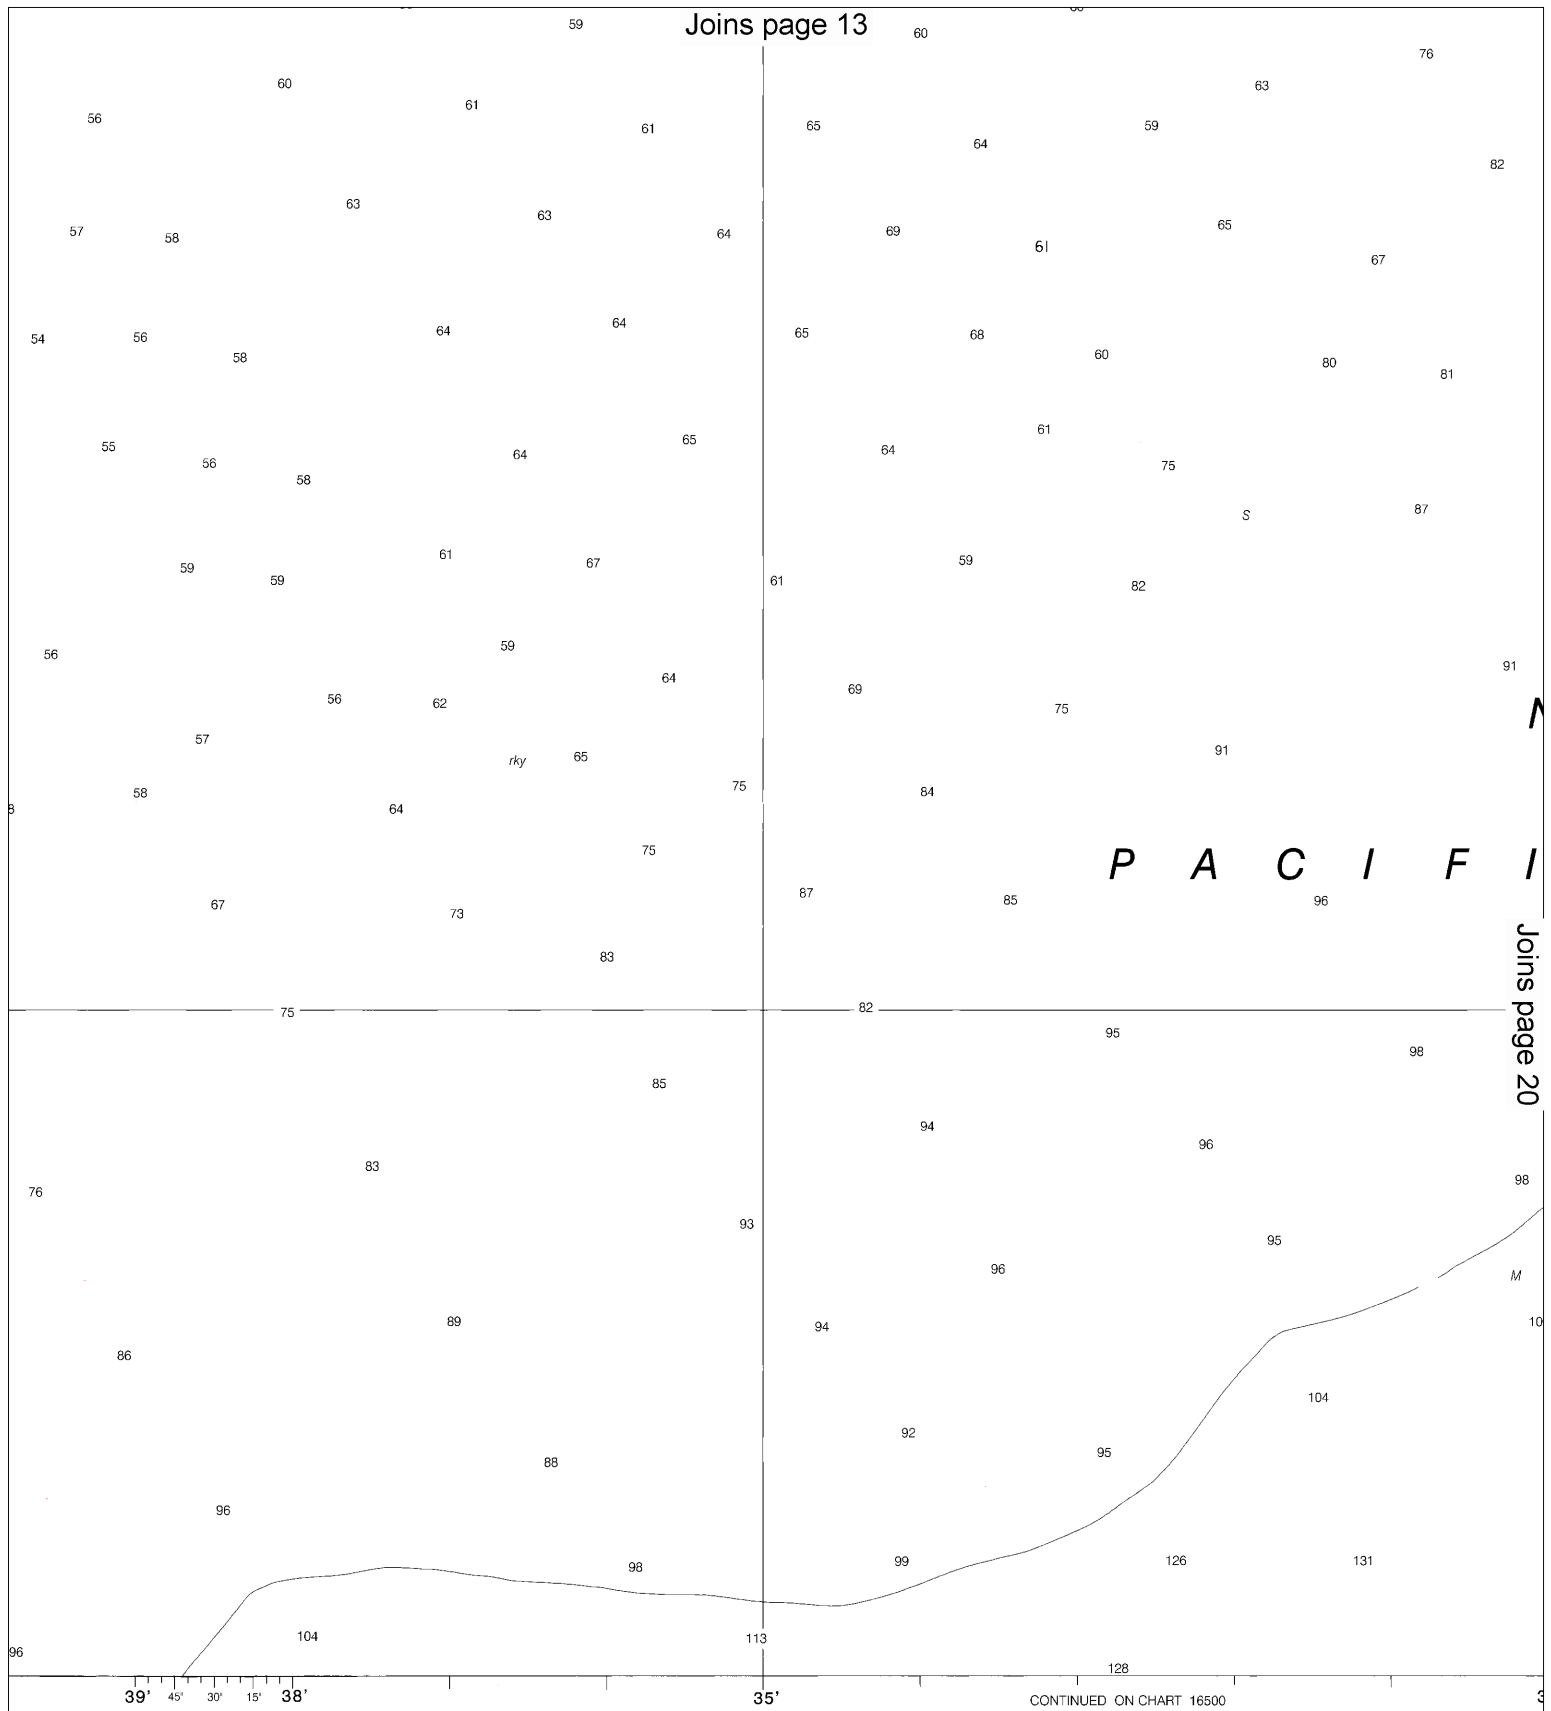 59 Joins page 13 60
76
60 63
56 61 61 65 59
64
82
63 63
57 58 64 69 61 65
67
54 56 64 64 65 68
58 60 80 81
55 56 64 65 64 61
58 75
S 87
59 59 61 67 61 59 82
56 59 91
64 69
56 62 75
57 91
rky 65
58 75 84
64
75
P A C I F I
67 73 87 85 96
83
75 82
95
98
85
94 96
83
76 98
93 95
96
M
89 94
86
104
92 95
88
96
98 99 126 131
104 113
96
128
39' 45' 30' 15' 38' 35' CONTINUED ON CHART 16500
Joins page 20